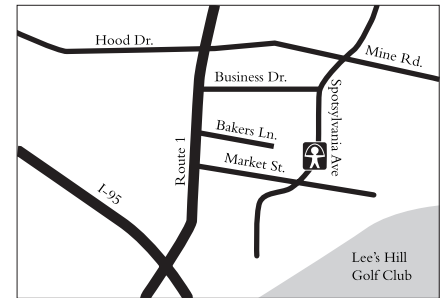 Hood Dr.
Mine Rd.
Business Dr.
Spotsylvania Ave
Bakers Ln.
Route 1
Market St.
I-95
Lee's Hill
Golf Club